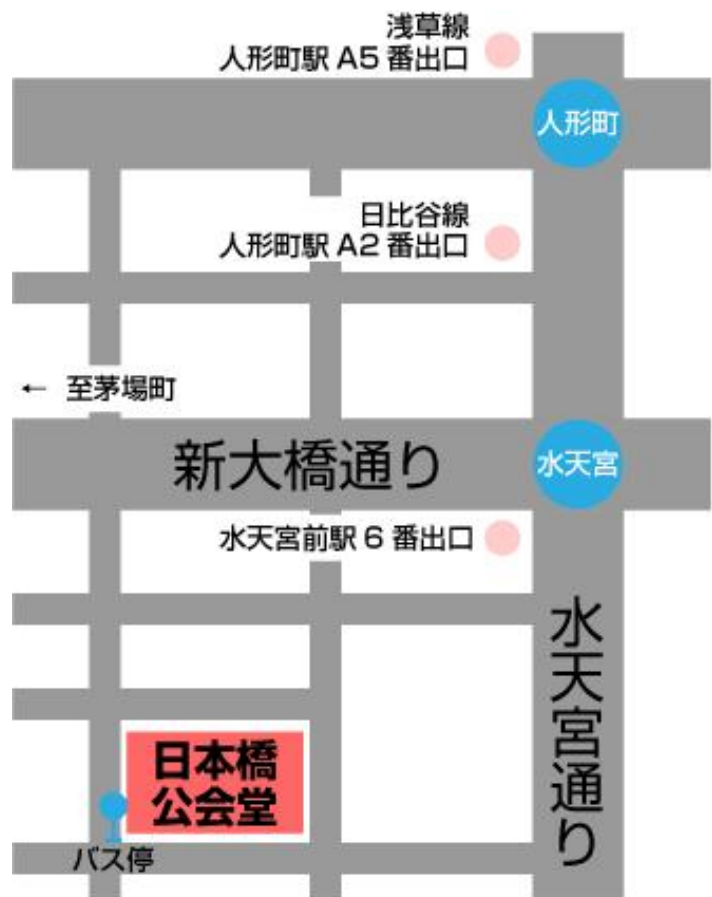 浅草線
人形町駅 A5 番出口
人形町
日比谷線
人形町駅 A2 番出口
← 至茅場町
新大橋通り
水天宮
水天宮前駅 6 番出口
水天宮通り
日本橋
公会堂
バス停